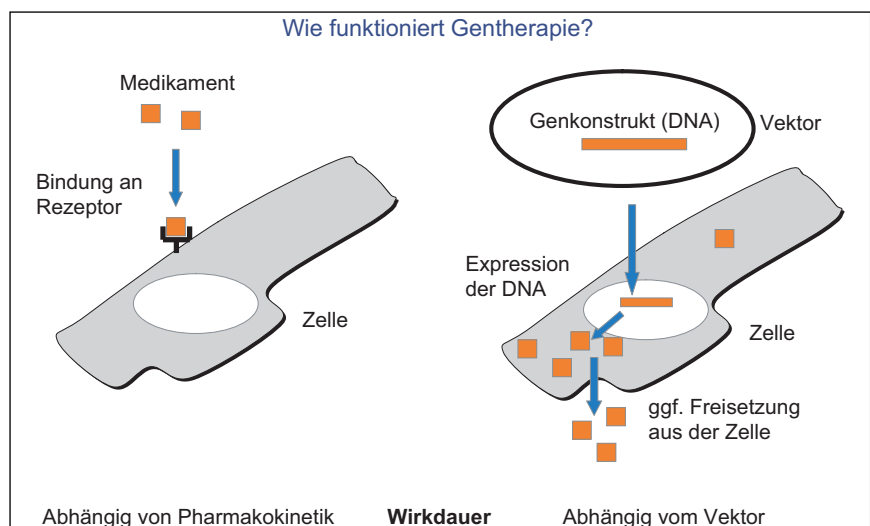 Wie funktioniert Gentherapie?
Medikament
Bindung an
Rezeptor
Zelle
Genkonstrukt (DNA)
Vektor
Expression
der DNA
Zelle
ggf. Freisetzung
aus der Zelle
Abhängig von Pharmakokinetik Wirkdauer Abhängig vom Vektor